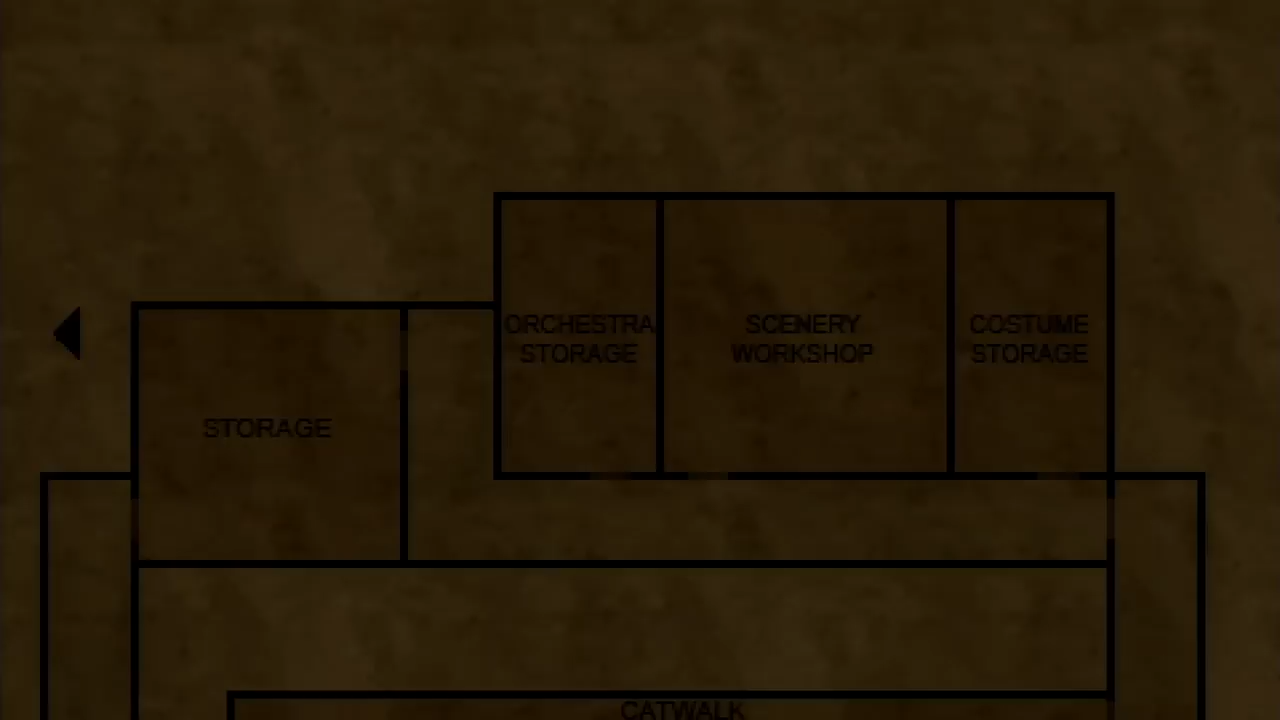 ORCHESTRA
STORAGE
SCENERY
WORKSHOP
COSTUME
STORAGE
STORAGE
CATWALK